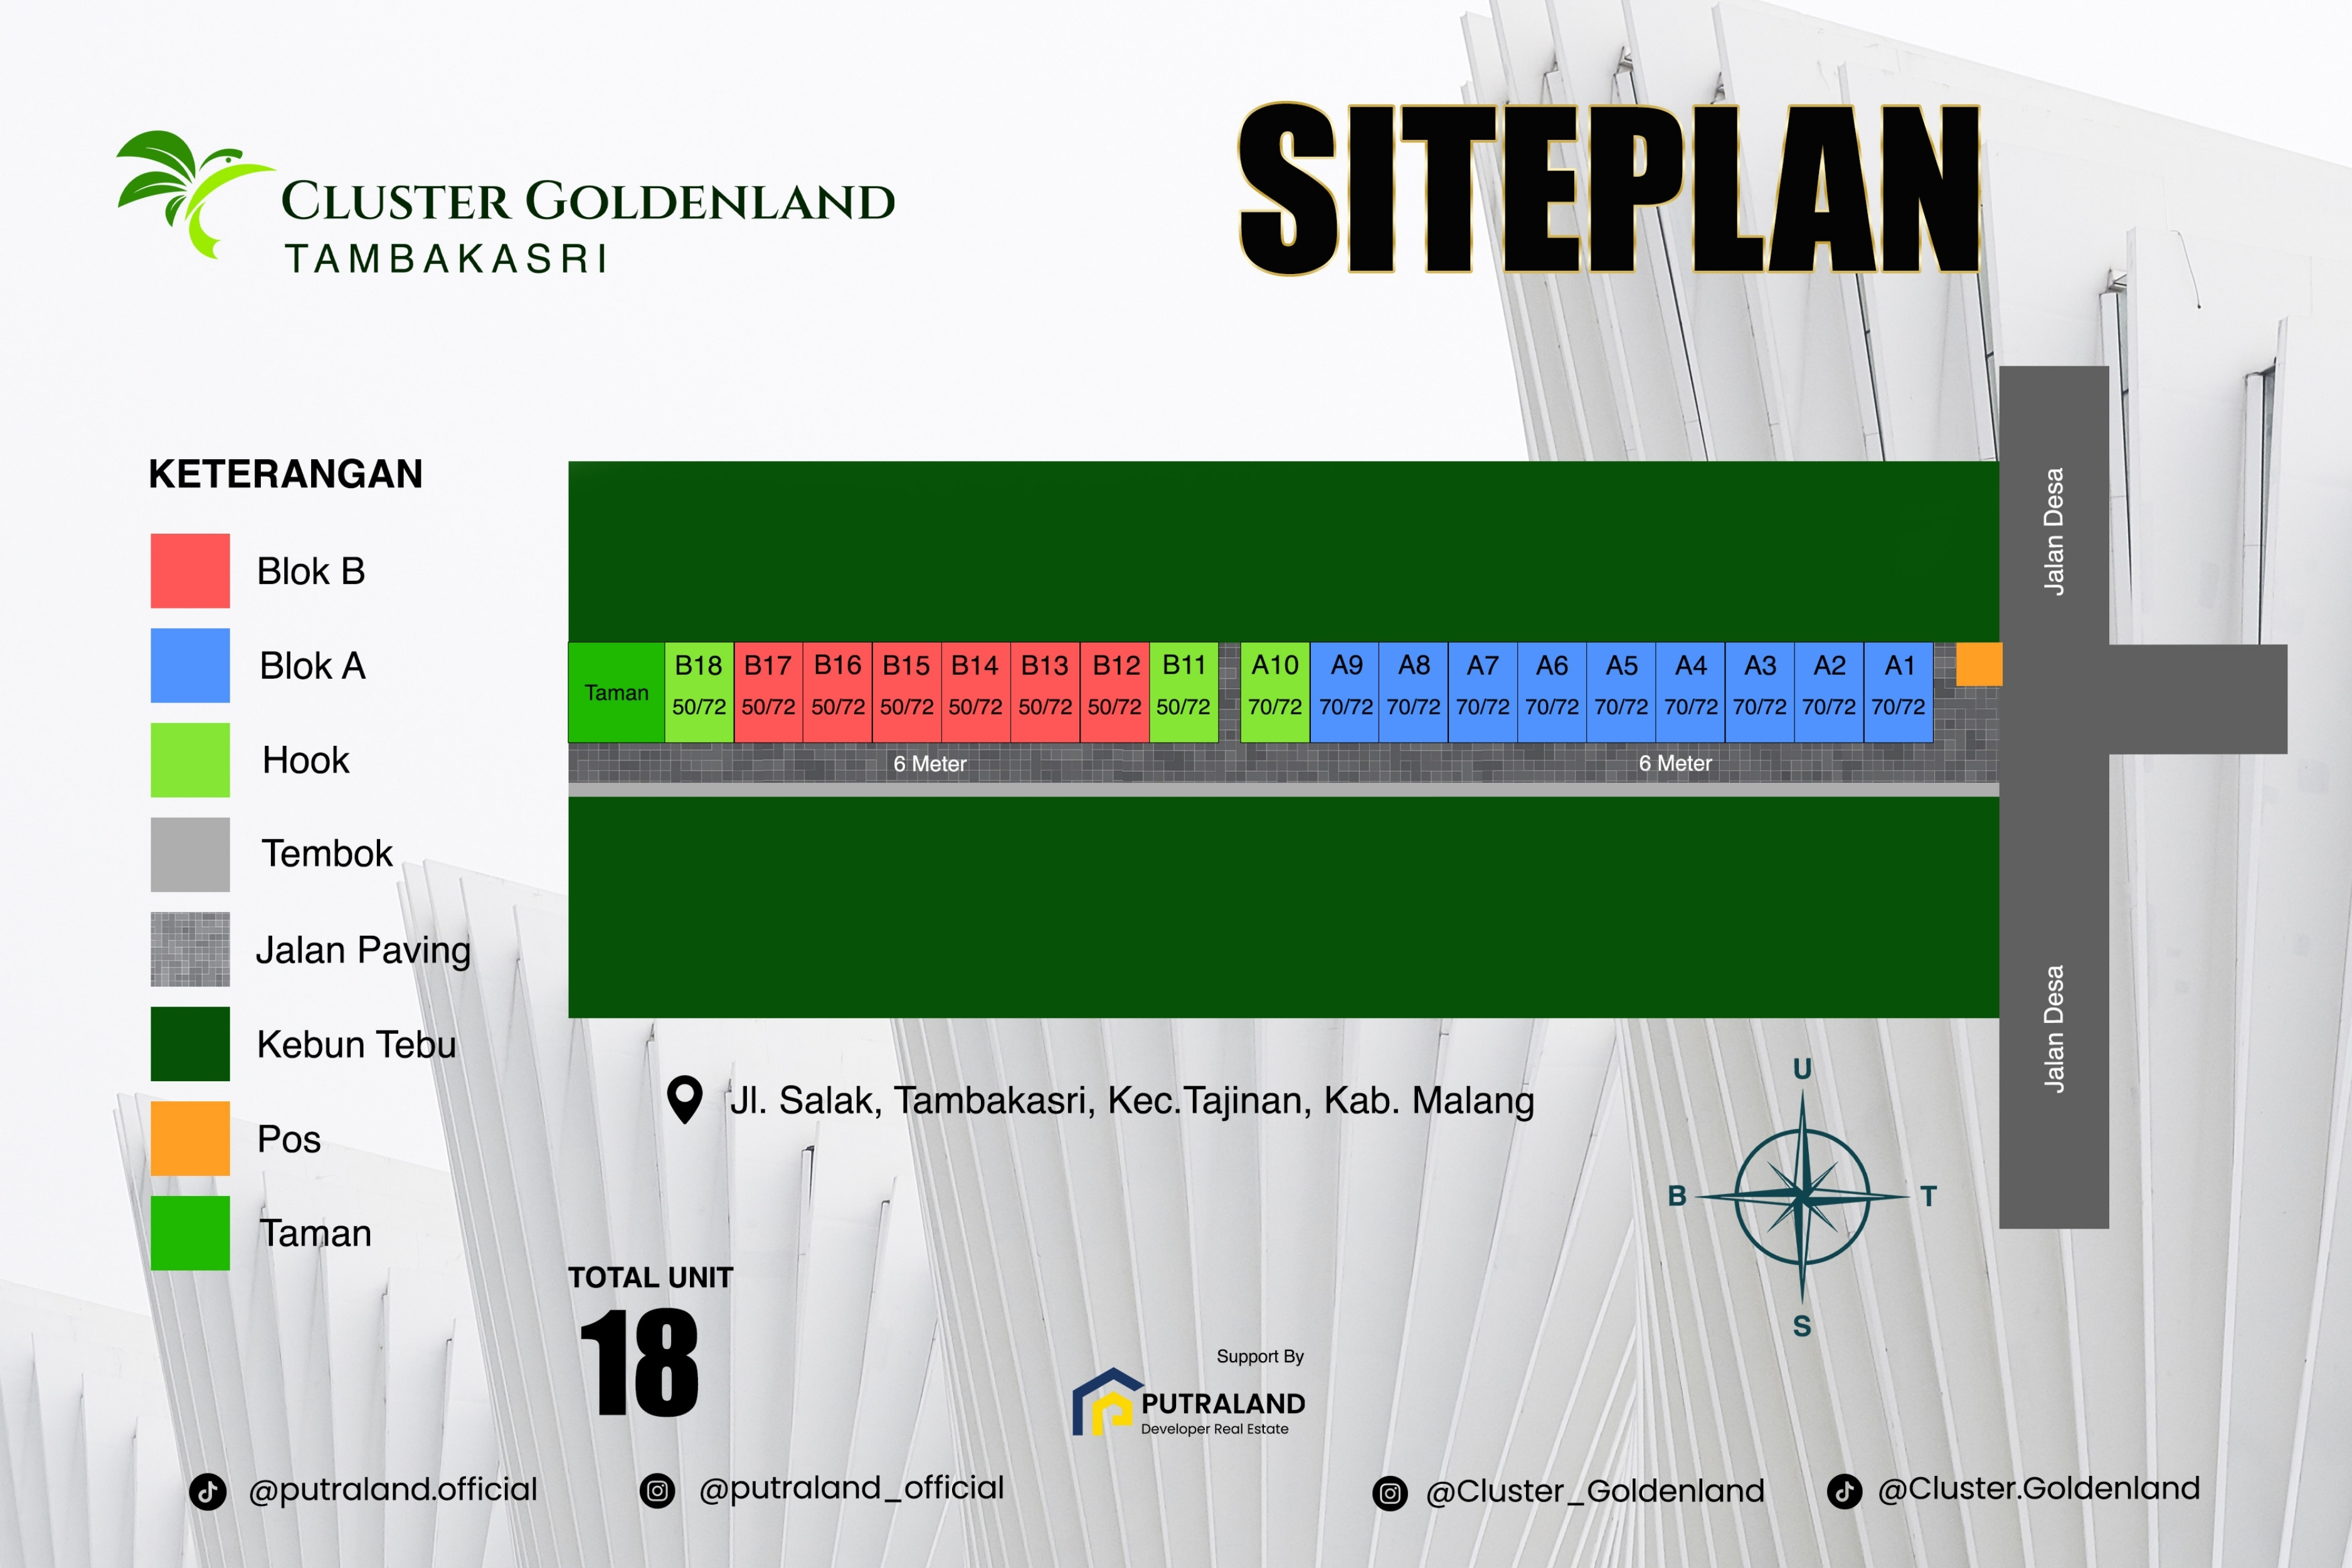 CLUSTER GOLDENLAND
TAMBAKASRI
SITEPLAN
KETERANGAN
Blok B
Blok A
Hook
Tembok
Jalan Paving
Kebun Tebu
Pos
Taman
Taman
B18 B17 B16 B15 B14 B13 B12 B11 A10 A9 A8 A7 A6 A5 A4 A3 A2 A1
50/72 50/72 50/72 50/72 50/72 50/72 50/72 50/72 70/72 70/72 70/72 70/72 70/72 70/72 70/72 70/72 70/72 70/72
6 Meter 6 Meter
Jalan Desa
Jalan Desa
Jl. Salak, Tambakasri, Kec.Tajinan, Kab. Malang
U
B T
S
TOTAL UNIT
18
Support By
PUTRALAND
Developer Real Estate
@putraland.official @putraland_official @Cluster_Goldenland @Cluster.Goldenland